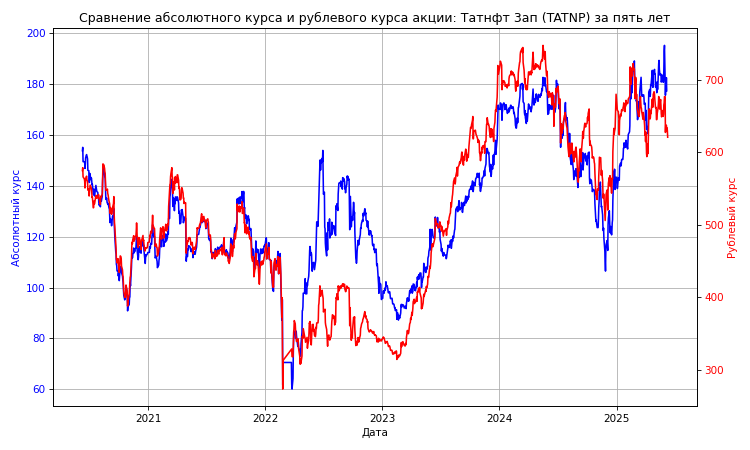 Сравнение абсолютного курса и рублевого курса акции: Татнфт 3ап (TATNP) за пять лет
Абсолютный курс
200
180
160
140
120
100
80
60
700
600
500
400
300
Рублевый курс
2021 2022 2023 2024 2025
Дата